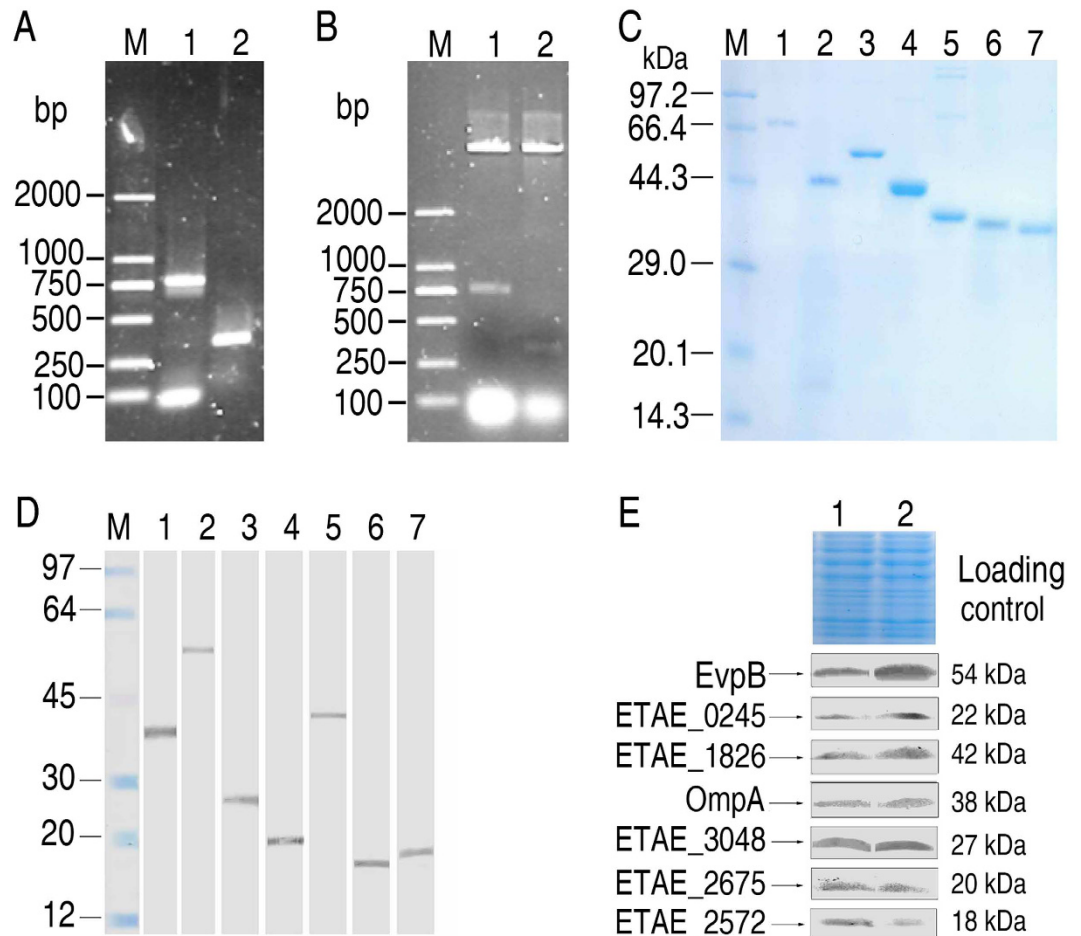 A
M 1 2
bp
2000
1000
750
500
250
100
B
M 1 2
bp
2000
1000
750
500
250
100
C
kDa
M 1 2 3 4 5 6 7
97.2
66.4
44.3
29.0
20.1
14.3
D
M 1 2 3 4 5 6 7
97
64
45
30
20
12
E
1 2
Loading
control
EvpB 54 kDa
ETAE_0245 22 kDa
ETAE_1826 42 kDa
OmpA 38 kDa
ETAE_3048 27 kDa
ETAE_2675 20 kDa
ETAE_2572 18 kDa